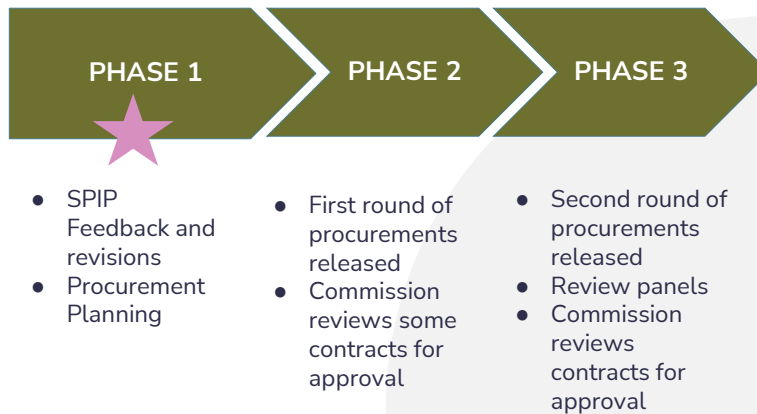 PHASE 1
PHASE 2
PHASE 3
● SPIP
Feedback and
revisions
● Procurement
Planning
● First round of
procurements
released
● Commission
reviews some
contracts for
approval
● Second round of
procurements
released
● Review panels
● Commission
reviews
contracts for
approval